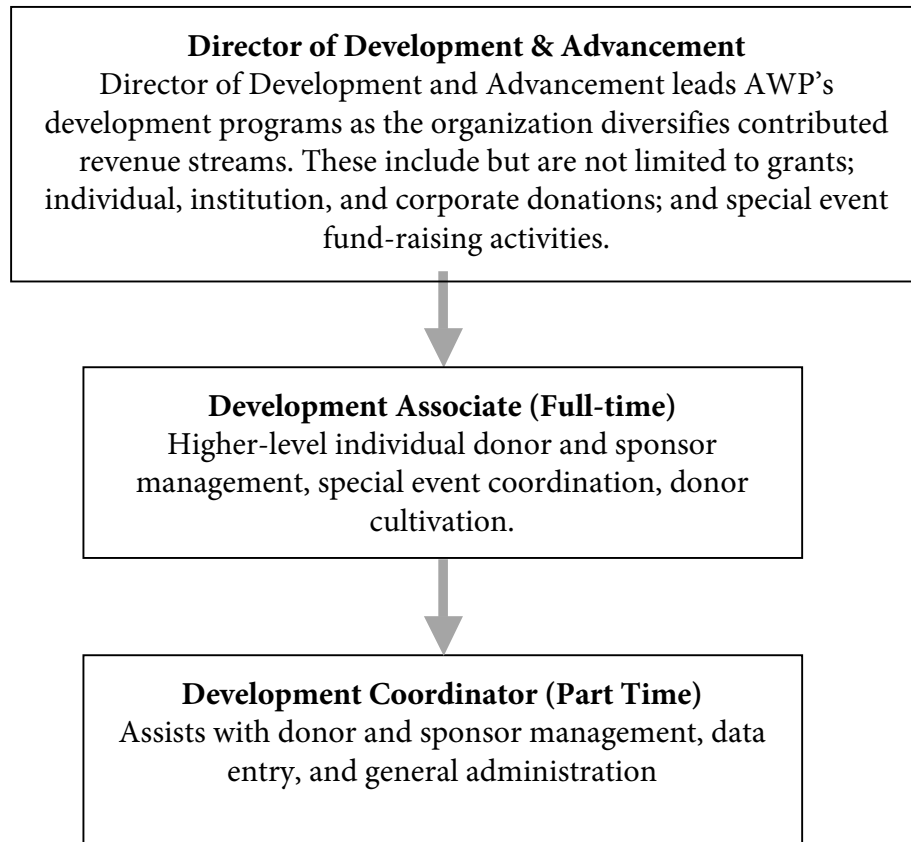 Director of Development & Advancement
Director of Development and Advancement leads AWP’s
development programs as the organization diversifies contributed
revenue streams. These include but are not limited to grants;
individual, institution, and corporate donations; and special event
fund-raising activities.
Development Associate (Full-time)
Higher-level individual donor and sponsor
management, special event coordination, donor
cultivation.
Development Coordinator (Part Time)
Assists with donor and sponsor management, data
entry, and general administration